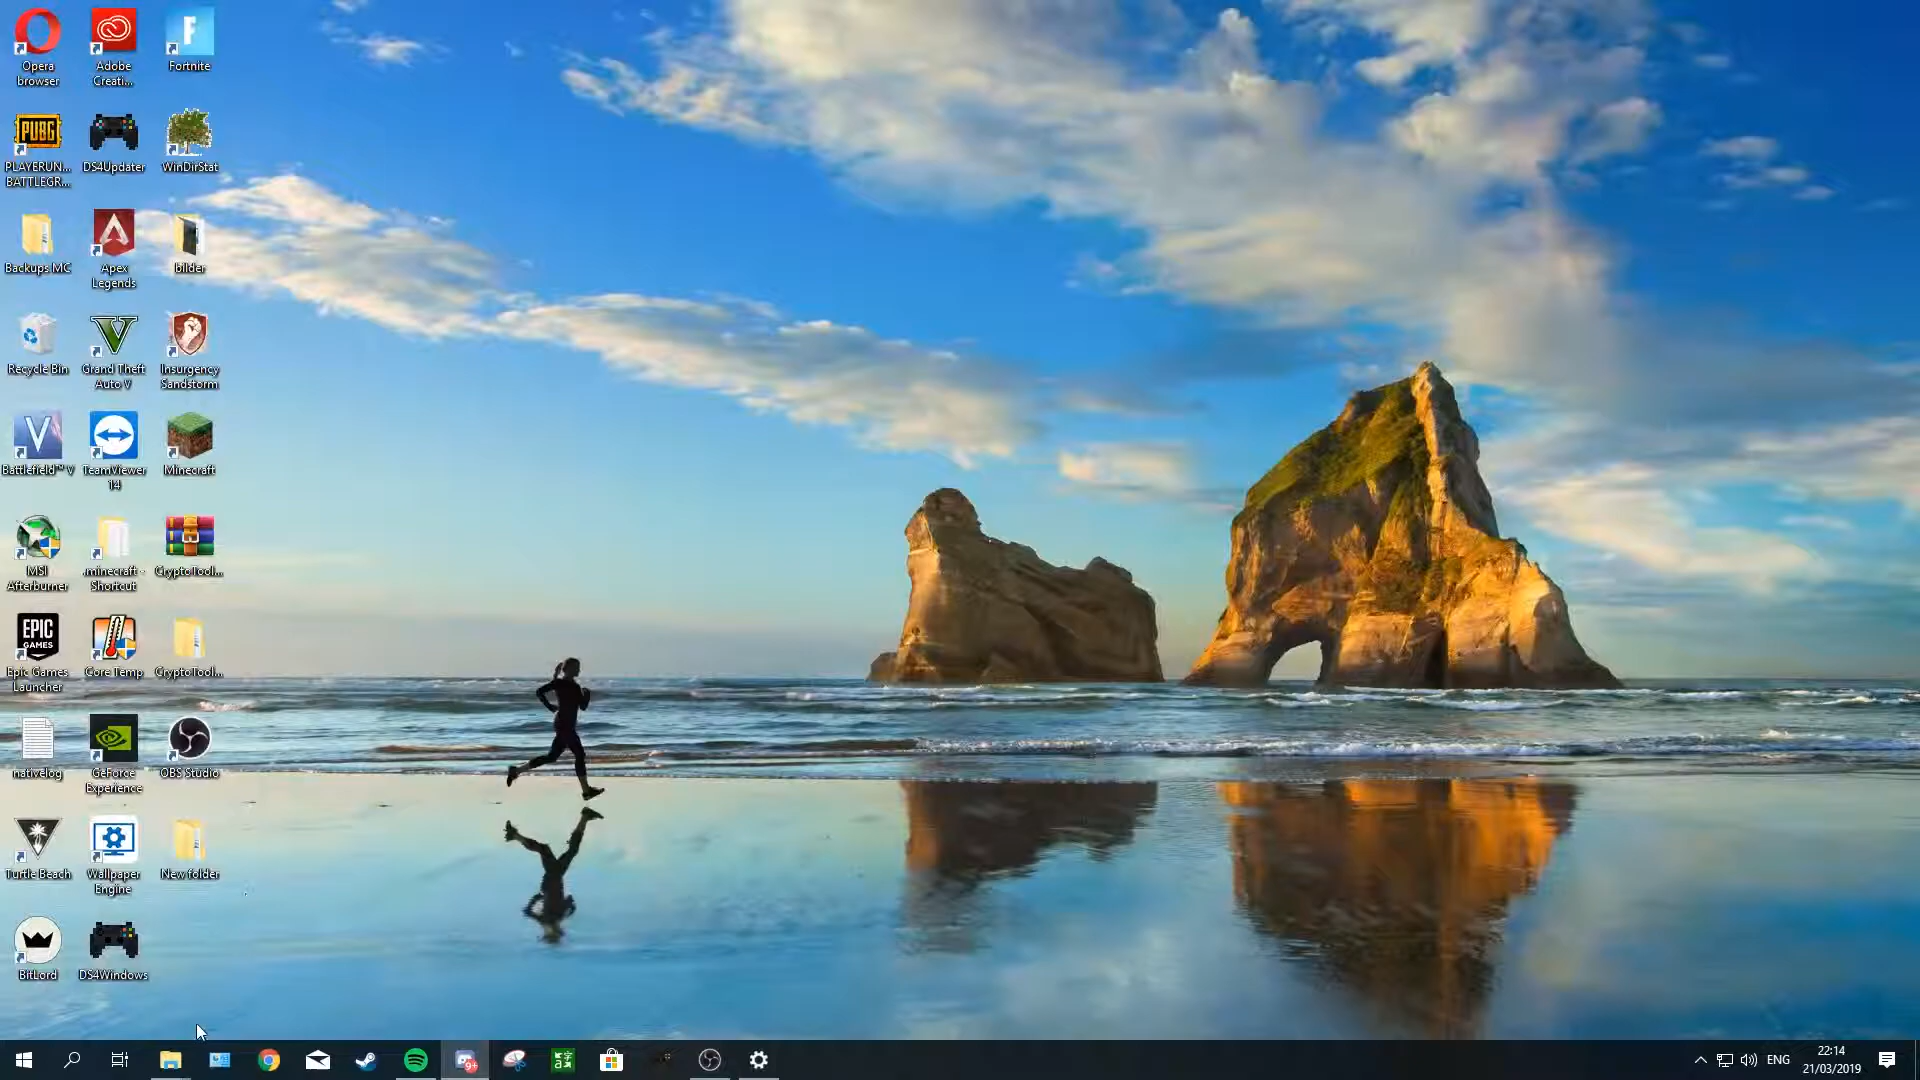 Opera
browser
Adobe
Creati...
F
Fortnite
PUBG
PLAYERUN...
BATTLEGR...
DS4Updater
WinDirStat
Backups MC
Apex
Legends
bilder
Recycle Bin
V
Grand Theft
Auto V
Insurgency
Sandstorm
V
Battlefield™ V
TeamViewer
14
Minecraft
MSI
Afterburner
.minecraft -
Shortcut
CryptoTool...
EPIC
GAMES
Epic Games
Launcher
Core Temp
CryptoTool...
nativelog
GeForce
Experience
OBS Studio
Turtle Beach
Wallpaper
Engine
New folder
BitLord
DS4Windows
9+
ENG
22:14
21/03/2019